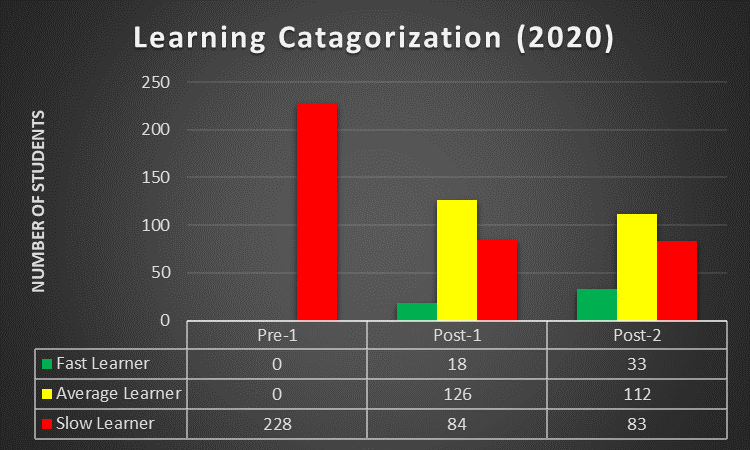 Learning Catagorization (2020)
NUMBER OF STUDENTS
250
200
150
100
50
0
Pre-1 Post-1 Post-2
Fast Learner 0 18 33
Average Learner 0 126 112
Slow Learner 228 84 83